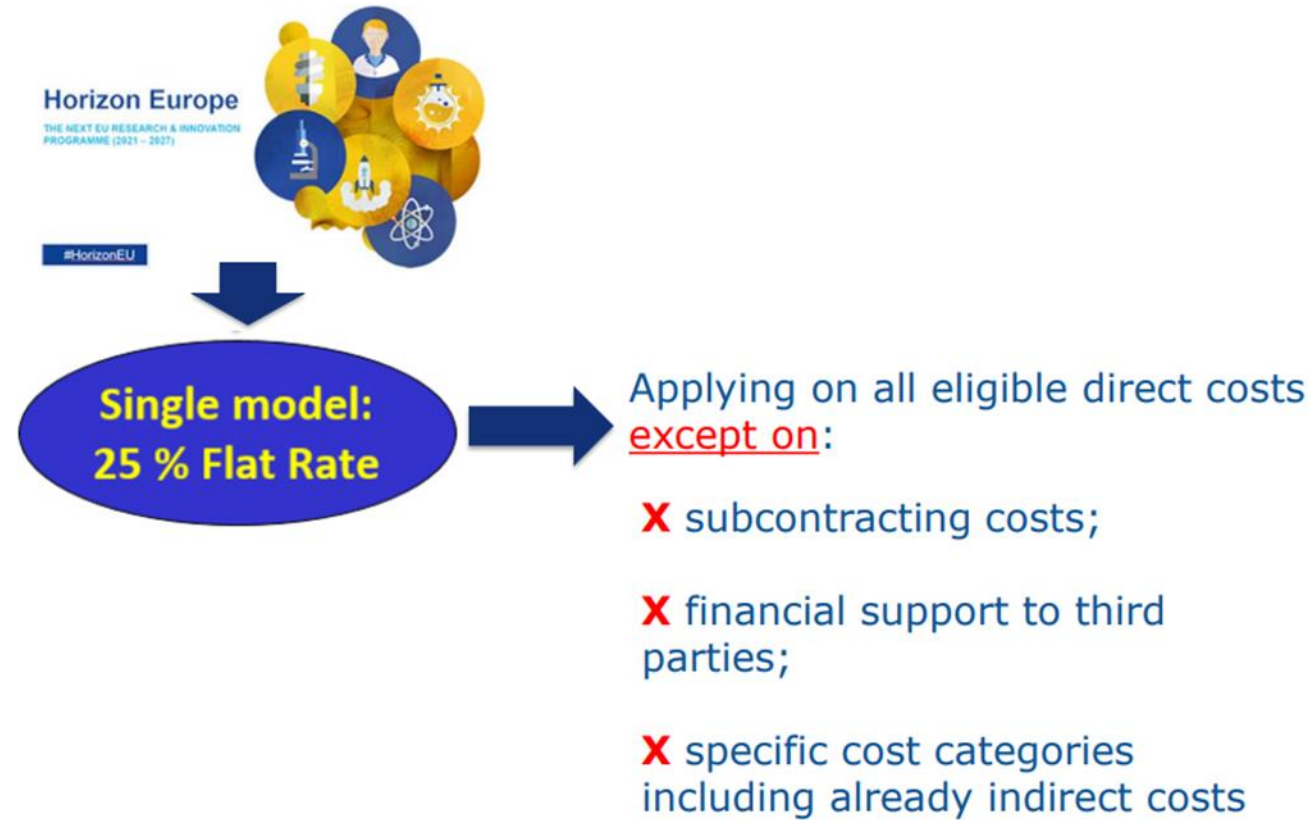 Horizon Europe
THE NEXT EU RESEARCH & INNOVATION
PROGRAMME (2021 – 2027)
#HorizonEU
Single model:
25 % Flat Rate
Applying on all eligible direct costs
except on:
X subcontracting costs;
X financial support to third
parties;
X specific cost categories
including already indirect costs